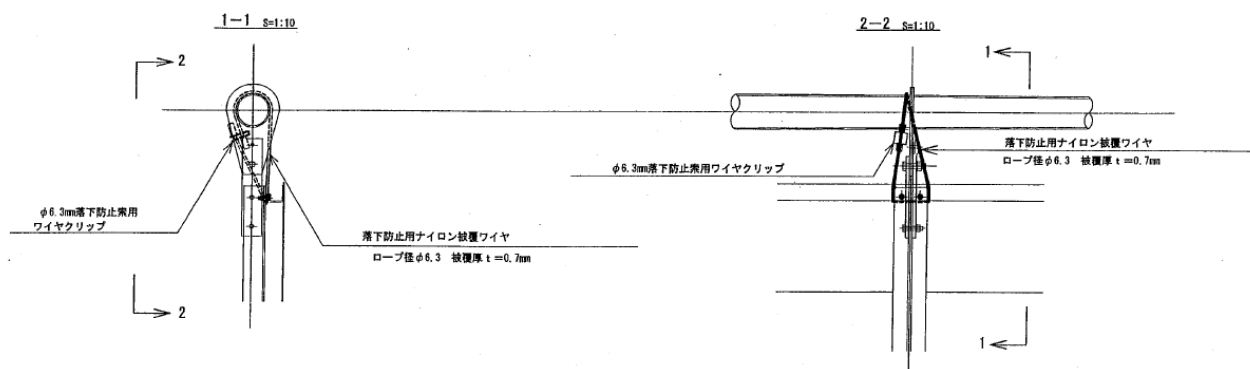 1-1 S=1:10
2
φ6.3mm落下防止索用
ワイヤクリップ
落下防止用ナイロン被覆ワイヤ
ロープ径φ6.3 被覆厚t=0.7mm
2
2-2 S=1:10
1
落下防止用ナイロン被覆ワイヤ
ロープ径φ6.3 被覆厚t=0.7mm
φ6.3mm落下防止索用ワイヤクリップ
1